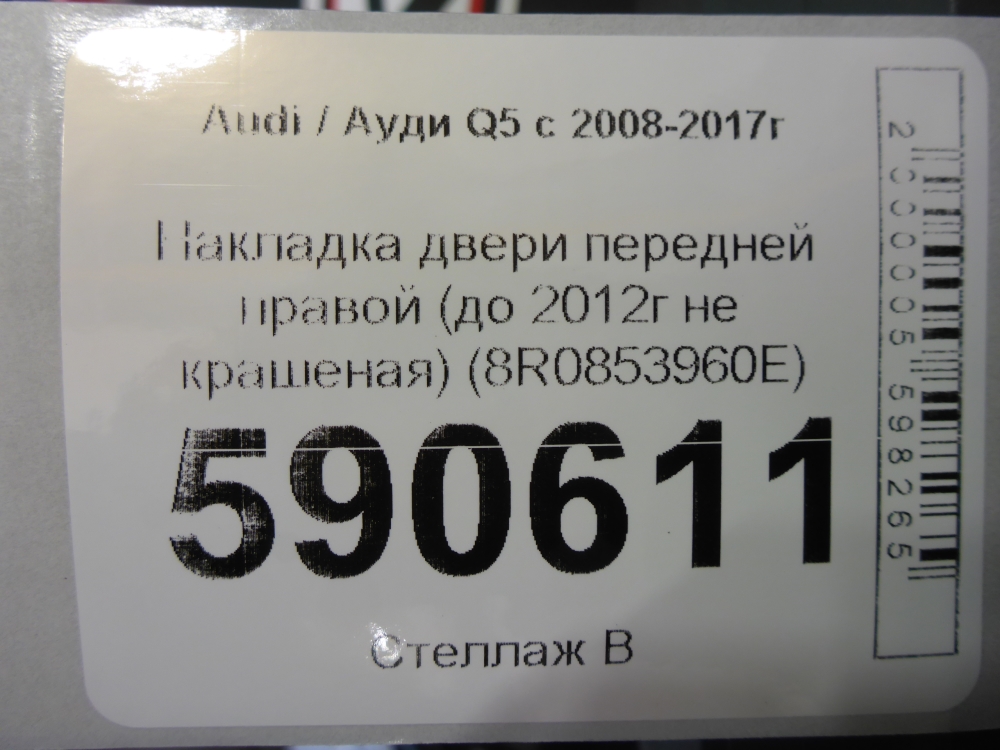 Audi / Ауди Q5 с 2008-2017г
Накладка двери передней
правой (до 2012г не
крашеная) (8R0853960E)
590611
Стеллаж В
2000005598265